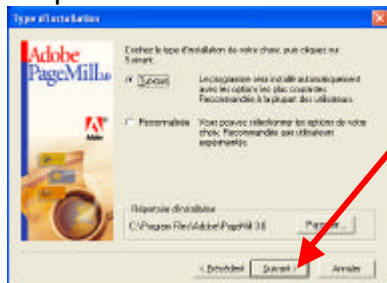 Type d'Installation
Adobe
PageMill 3.0
Cochez le type d'installation de votre choix, puis cliquez sur
Suivant.
Typique
Le programme sera installé automatiquement
avec les options les plus courantes.
Recommandée à la plupart des utilisateurs.
Personnalisée
Vous pouvez sélectionner les options de votre
choix. Recommandée aux utilisateurs
expérimentés.
Adobe
Répertoire d'installation
C:\Program Files\Adobe\PageMill 3.0
< Précédent
Suivant >
Annuler